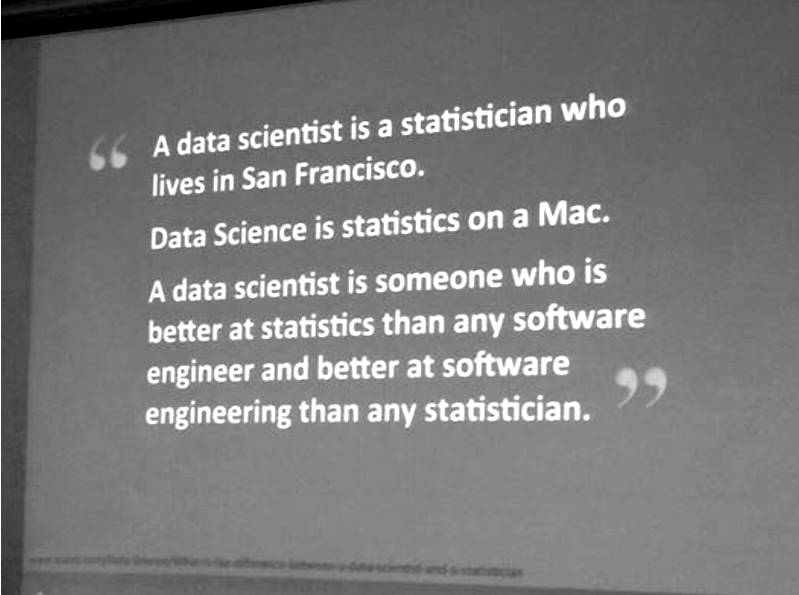 “ A data scientist is a statistician who
lives in San Francisco.
Data Science is statistics on a Mac.
A data scientist is someone who is
better at statistics than any software
engineer and better at software
engineering than any statistician. ”
www.quora.com/Data-Science/What-is-the-difference-between-a-data-scientist-and-a-statistician